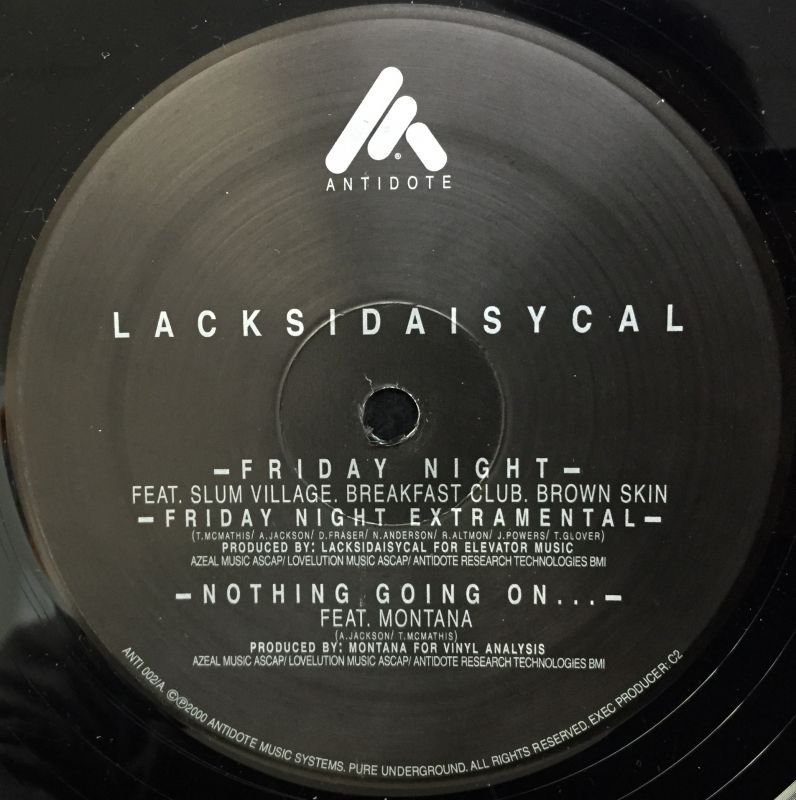 ®
ANTIDOTE
LACKSIDAISYCAL
–FRIDAY NIGHT–
FEAT. SLUM VILLAGE. BREAKFAST CLUB. BROWN SKIN
–FRIDAY NIGHT EXTRAMENTAL–
(T.MCMATHIS/ A.JACKSON/ D.FRASER/ N.ANDERSON/ R.ALTMON/ J.POWERS/ T.GLOVER)
PRODUCED BY: LACKSIDAISYCAL FOR ELEVATOR MUSIC
AZEAL MUSIC ASCAP/ LOVELUTION MUSIC ASCAP/ ANTIDOTE RESEARCH TECHNOLOGIES BMI
–NOTHING GOING ON...–
FEAT. MONTANA
(A.JACKSON/ T.MCMATHIS)
PRODUCED BY: MONTANA FOR VINYL ANALYSIS
AZEAL MUSIC ASCAP/ LOVELUTION MUSIC ASCAP/ ANTIDOTE RESEARCH TECHNOLOGIES BMI
ANTI 002/A. ©℗2000 ANTIDOTE MUSIC SYSTEMS. PURE UNDERGROUND. ALL RIGHTS RESERVED. EXEC PRODUCER: C2